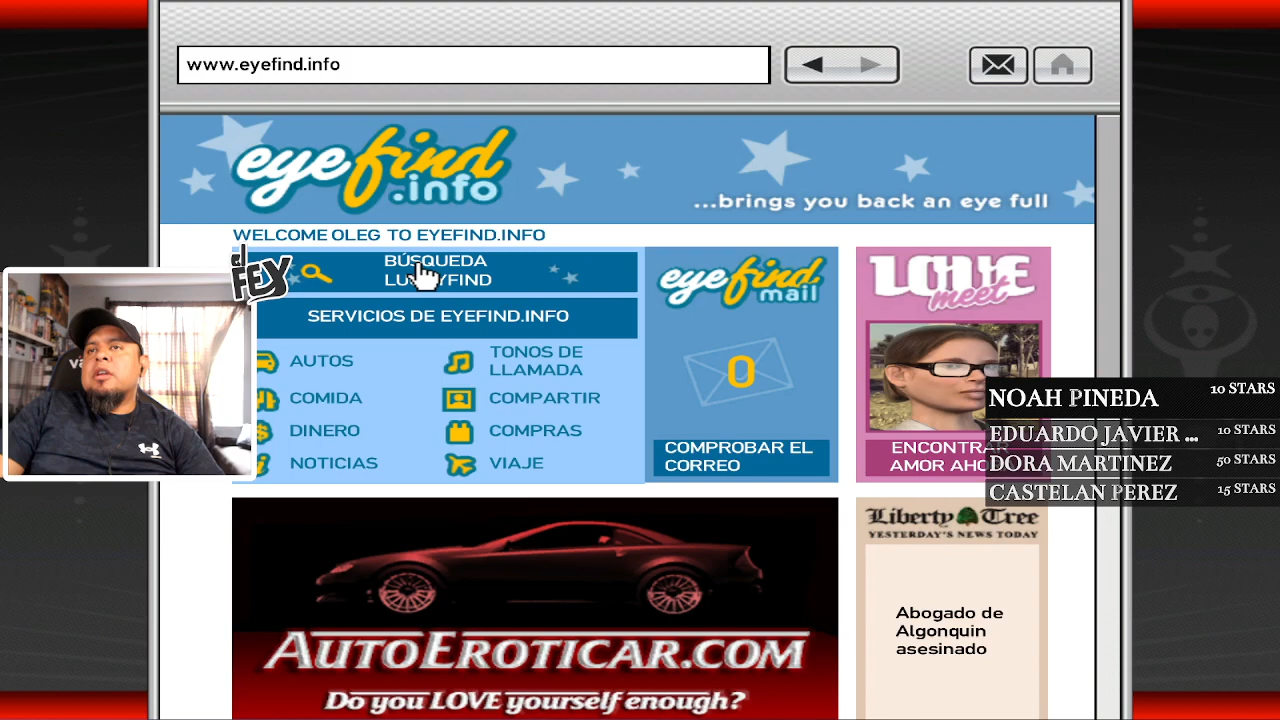 www.eyefind.info
eyefind
.info
...brings you back an eye full
WELCOME OLEG TO EYEFIND.INFO
el
FEX
BÚSQUEDA
SERVICIOS DE EYEFIND.INFO
AUTOS
TONOS DE
LLAMADA
COMIDA
COMPARTIR
DINERO
COMPRAS
NOTICIAS
VIAJE
eyefind
mail
0
COMPROBAR EL
CORREO
LOVE
meet
AMOR
NOAH PINEDA 10 STARS
EDUARDO JAVIER ... 10 STARS
DORA MARTINEZ 50 STARS
CASTELAN PEREZ 15 STARS
AUTOEROTICAR.COM
Do you LOVE yourself enough?
Liberty Tree
YESTERDAY'S NEWS TODAY
Abogado de
Algonquin
asesinado